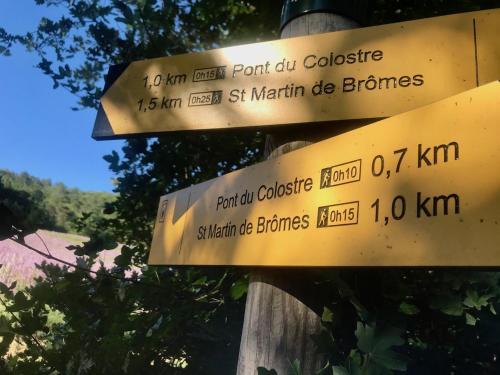 1,0 km 0h15 Pont du Colostre
1,5 km 0h25 St Martin de Brômes
Pont du Colostre 0h10 0,7 km
St Martin de Brômes 0h15 1,0 km